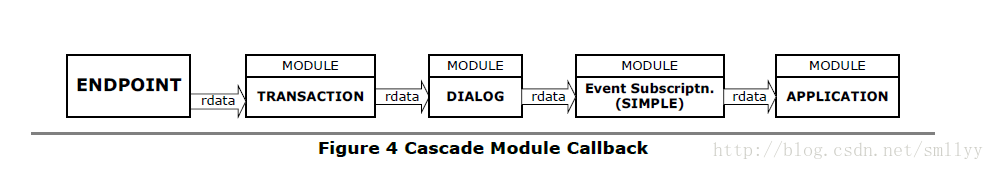 MODULE MODULE MODULE MODULE
ENDPOINT
rdata TRANSACTION rdata DIALOG rdata Event Subscriptn. rdata APPLICATION
(SIMPLE)
Figure 4 Cascade Module Callback
http://blog.csdn.net/smllyy